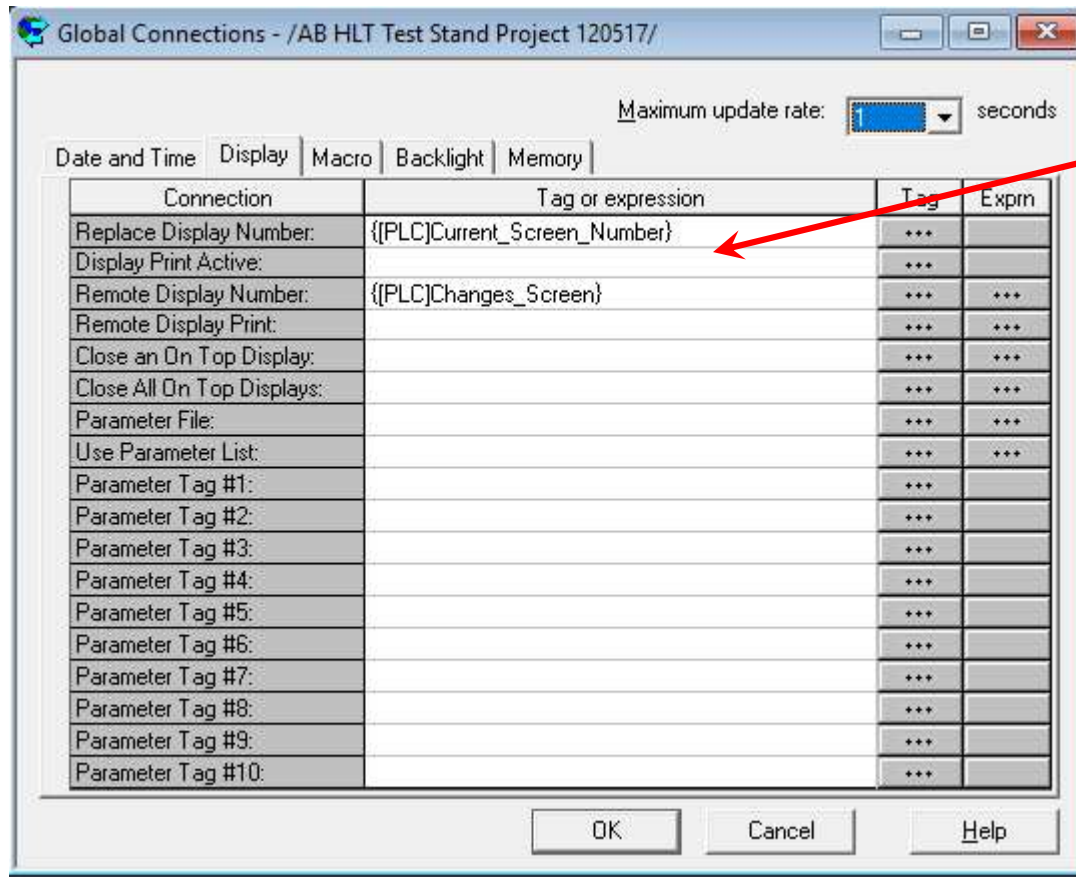 Global Connections - /AB HLT Test Stand Project 120517/
Maximum update rate: 1 seconds
Date and Time Display Macro Backlight Memory
Connection Tag or expression Tag Exprn
Replace Display Number: {[PLC]Current_Screen_Number} ...
Display Print Active: ...
Remote Display Number: {[PLC]Changes_Screen} ... ...
Remote Display Print: ... ...
Close an On Top Display: ... ...
Close All On Top Displays: ... ...
Parameter File: ... ...
Use Parameter List: ... ...
Parameter Tag #1: ...
Parameter Tag #2: ...
Parameter Tag #3: ...
Parameter Tag #4: ...
Parameter Tag #5: ...
Parameter Tag #6: ...
Parameter Tag #7: ...
Parameter Tag #8: ...
Parameter Tag #9: ...
Parameter Tag #10: ...
OK Cancel Help